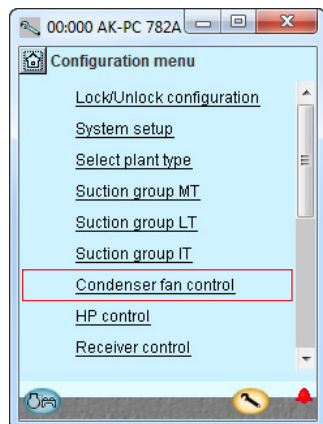 00:000 AK-PC 782A
Configuration menu
Lock/Unlock configuration
System setup
Select plant type
Suction group MT
Suction group LT
Suction group IT
Condenser fan control
HP control
Receiver control